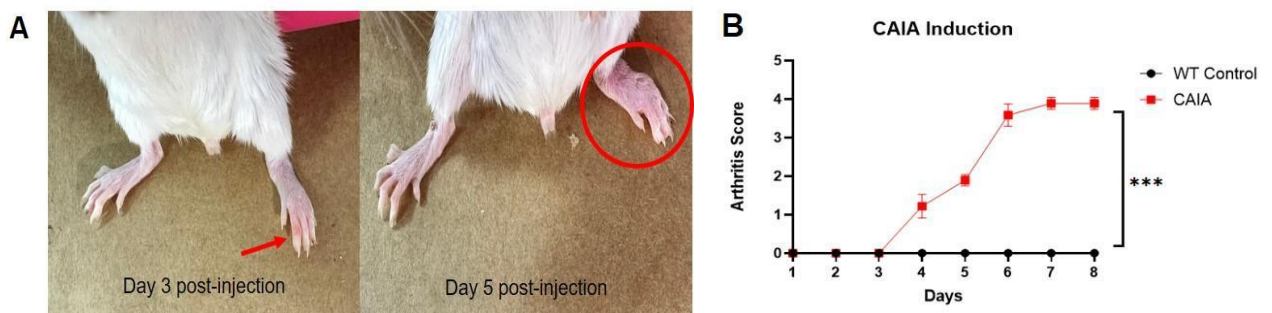 A
Day 3 post-injection
Day 5 post-injection
B
CAIA Induction
5
4
3
2
1
0
Arthritis Score
1 2 3 4 5 6 7 8
Days
WT Control
CAIA
***